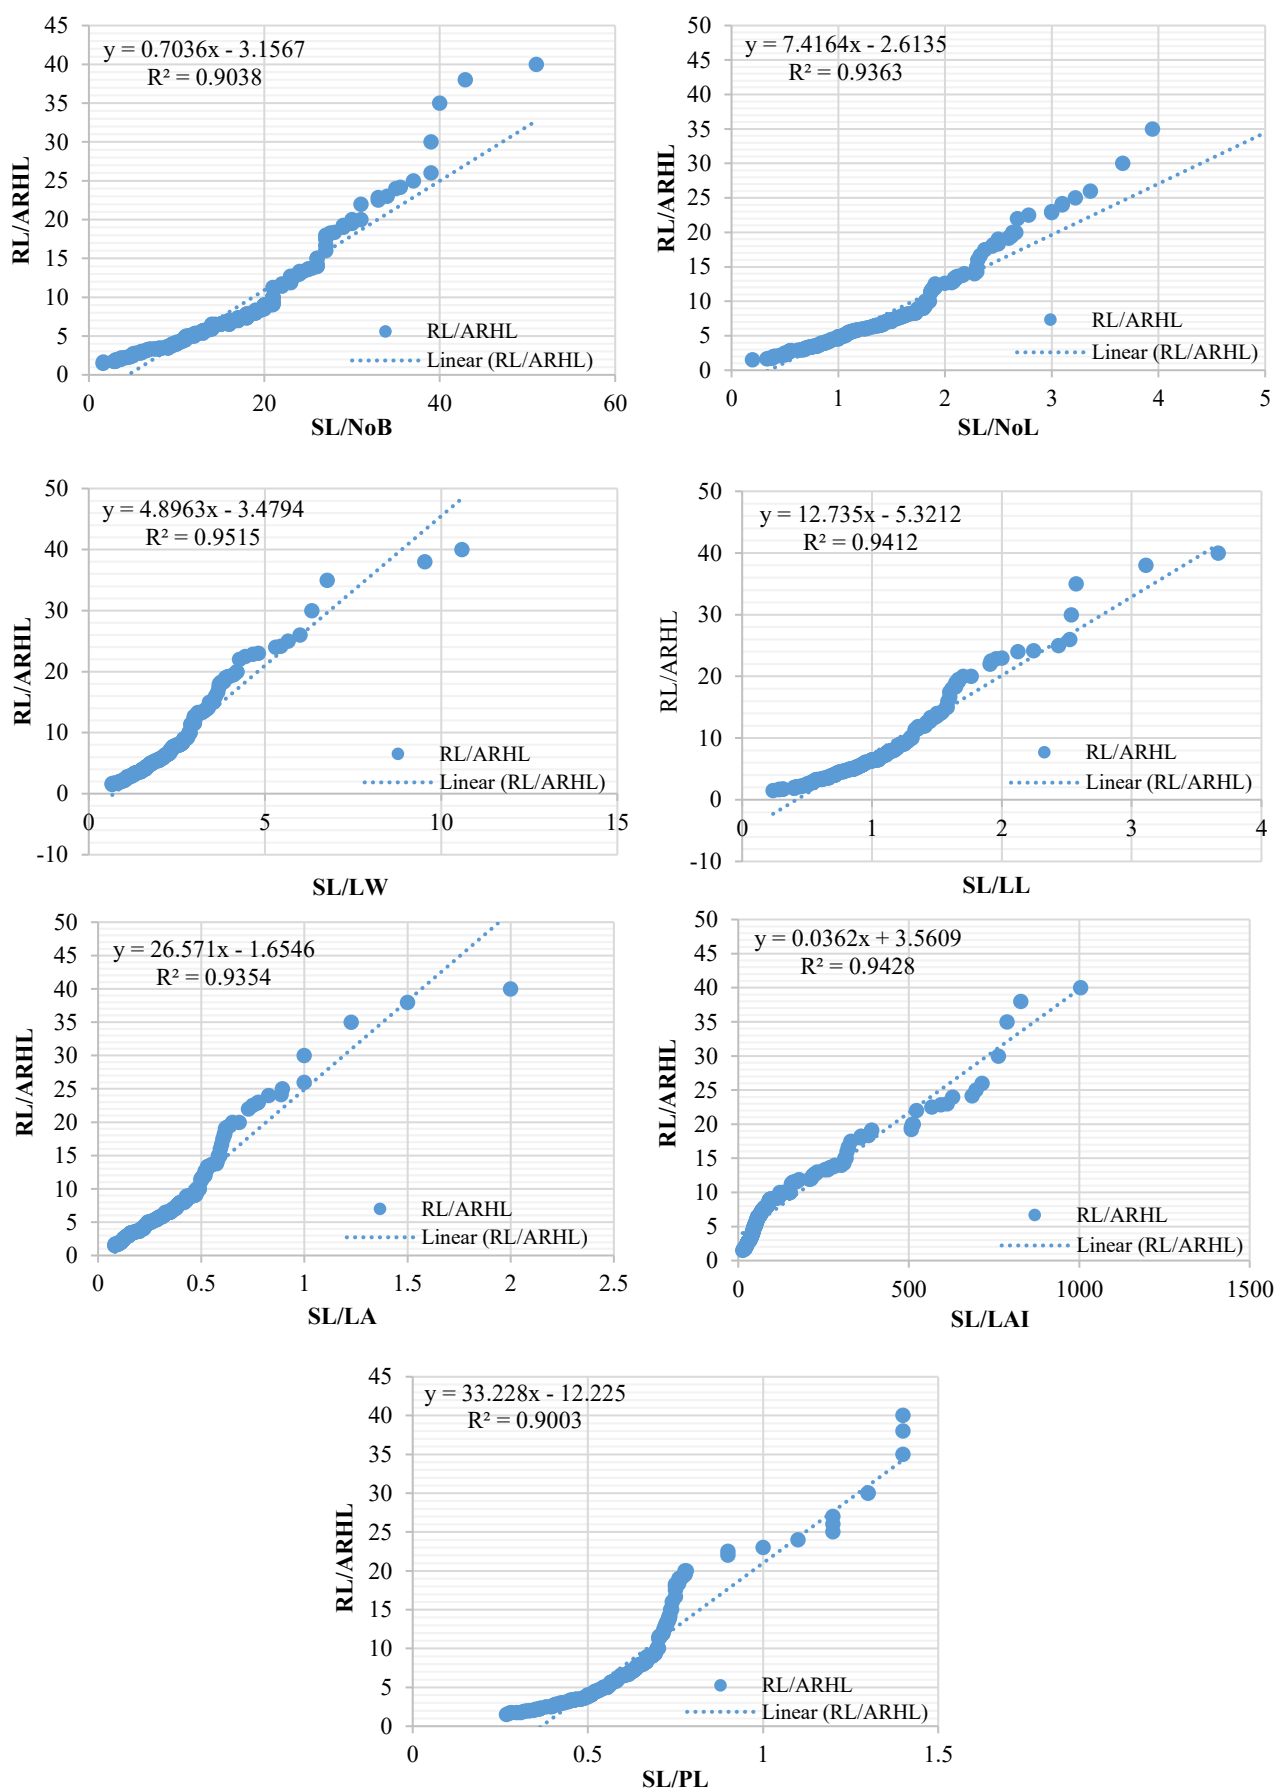 y = 0.7036x - 3.1567
R² = 0.9038
45
40
35
30
25
20
15
10
5
0
RL/ARHL
RL/ARHL
Linear (RL/ARHL)
0 20 40 60
SL/NoB
y = 7.4164x - 2.6135
R² = 0.9363
50
45
40
35
30
25
20
15
10
5
0
RL/ARHL
RL/ARHL
Linear (RL/ARHL)
0 1 2 3 4 5
SL/NoL
y = 4.8963x - 3.4794
R² = 0.9515
50
40
30
20
10
0
-10
RL/ARHL
RL/ARHL
Linear (RL/ARHL)
0 5 10 15
SL/LW
y = 12.735x - 5.3212
R² = 0.9412
50
40
30
20
10
0
-10
RL/ARHL
RL/ARHL
Linear (RL/ARHL)
0 1 2 3 4
SL/LL
y = 26.571x - 1.6546
R² = 0.9354
50
45
40
35
30
25
20
15
10
5
0
RL/ARHL
RL/ARHL
Linear (RL/ARHL)
0 0.5 1 1.5 2 2.5
SL/LA
y = 0.0362x + 3.5609
R² = 0.9428
50
45
40
35
30
25
20
15
10
5
0
RL/ARHL
RL/ARHL
Linear (RL/ARHL)
0 500 1000 1500
SL/LAI
y = 33.228x - 12.225
R² = 0.9003
45
40
35
30
25
20
15
10
5
0
RL/ARHL
RL/ARHL
Linear (RL/ARHL)
0 0.5 1 1.5
SL/PL